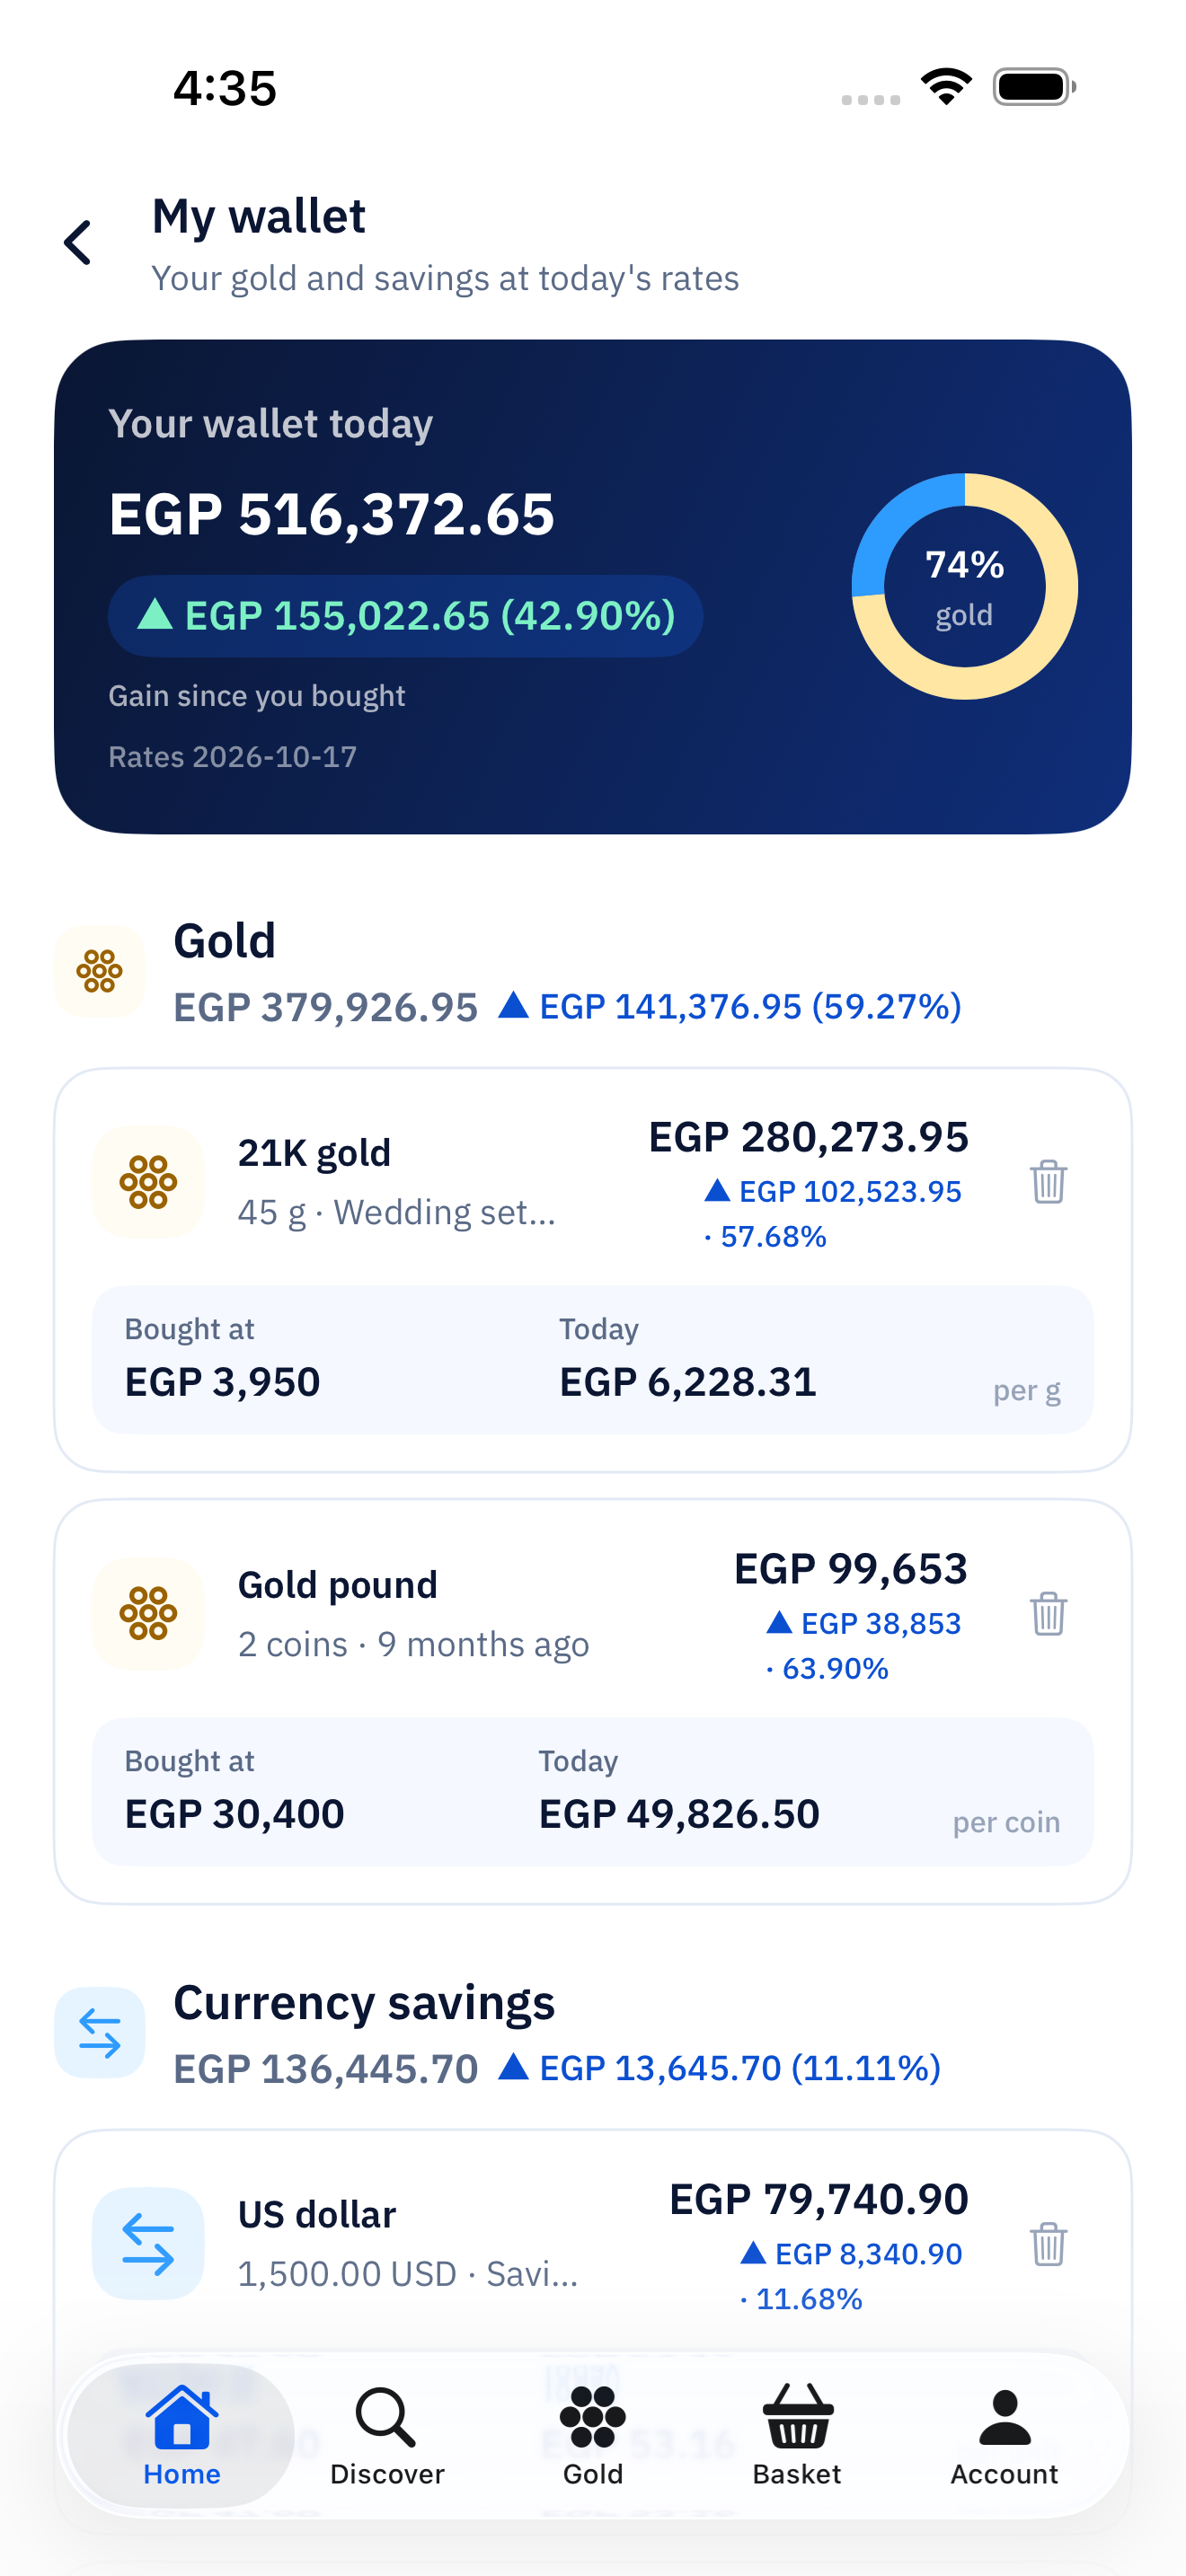 4:35
My wallet
Your gold and savings at today's rates
Your wallet today
EGP 516,372.65
▲ EGP 155,022.65 (42.90%)
Gain since you bought
Rates 2026-10-17
74%
gold
Gold
EGP 379,926.95 ▲ EGP 141,376.95 (59.27%)
21K gold
45 g · Wedding set...
EGP 280,273.95
▲ EGP 102,523.95
· 57.68%
Bought at
EGP 3,950
Today
EGP 6,228.31
per g
Gold pound
2 coins · 9 months ago
EGP 99,653
▲ EGP 38,853
· 63.90%
Bought at
EGP 30,400
Today
EGP 49,826.50
per coin
Currency savings
EGP 136,445.70 ▲ EGP 13,645.70 (11.11%)
US dollar
1,500.00 USD · Savi...
EGP 79,740.90
▲ EGP 8,340.90
· 11.68%
Home
Discover
Gold
Basket
Account